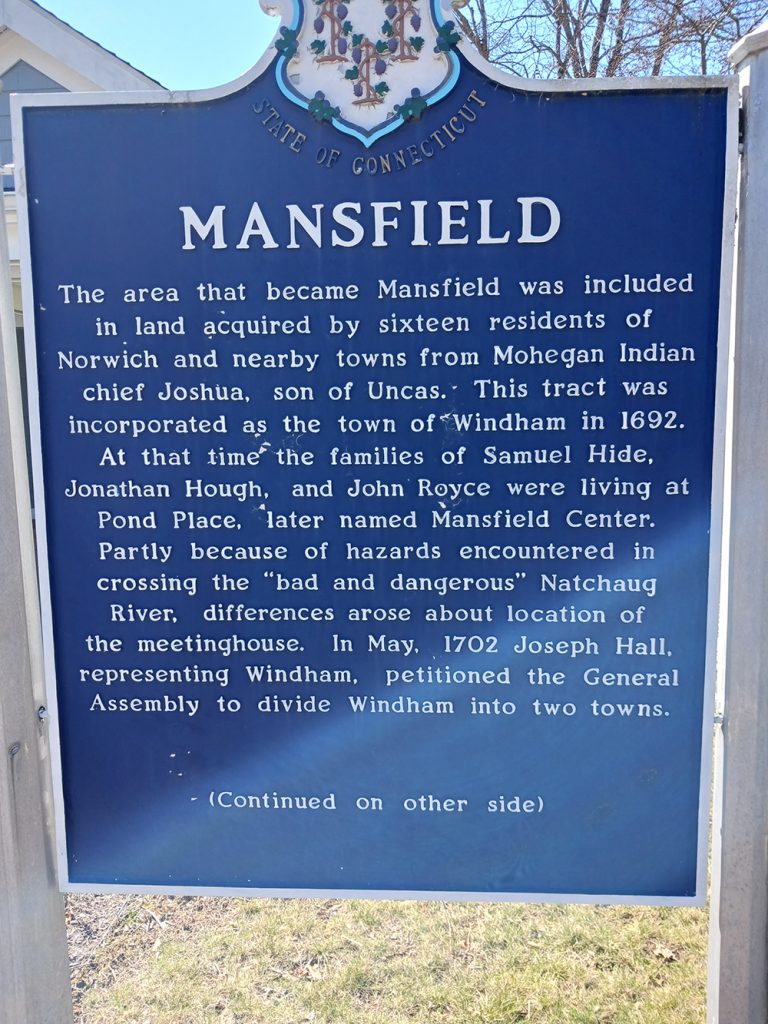 STATE OF CONNECTICUT
MANSFIELD
The area that became Mansfield was included
in land acquired by sixteen residents of
Norwich and nearby towns from Mohegan Indian
chief Joshua, son of Uncas. This tract was
incorporated as the town of Windham in 1692.
At that time the families of Samuel Hide,
Jonathan Hough, and John Royce were living at
Pond Place, later named Mansfield Center.
Partly because of hazards encountered in
crossing the “bad and dangerous” Natchaug
River, differences arose about location of
the meetinghouse. In May, 1702 Joseph Hall,
representing Windham, petitioned the General
Assembly to divide Windham into two towns.
(Continued on other side)